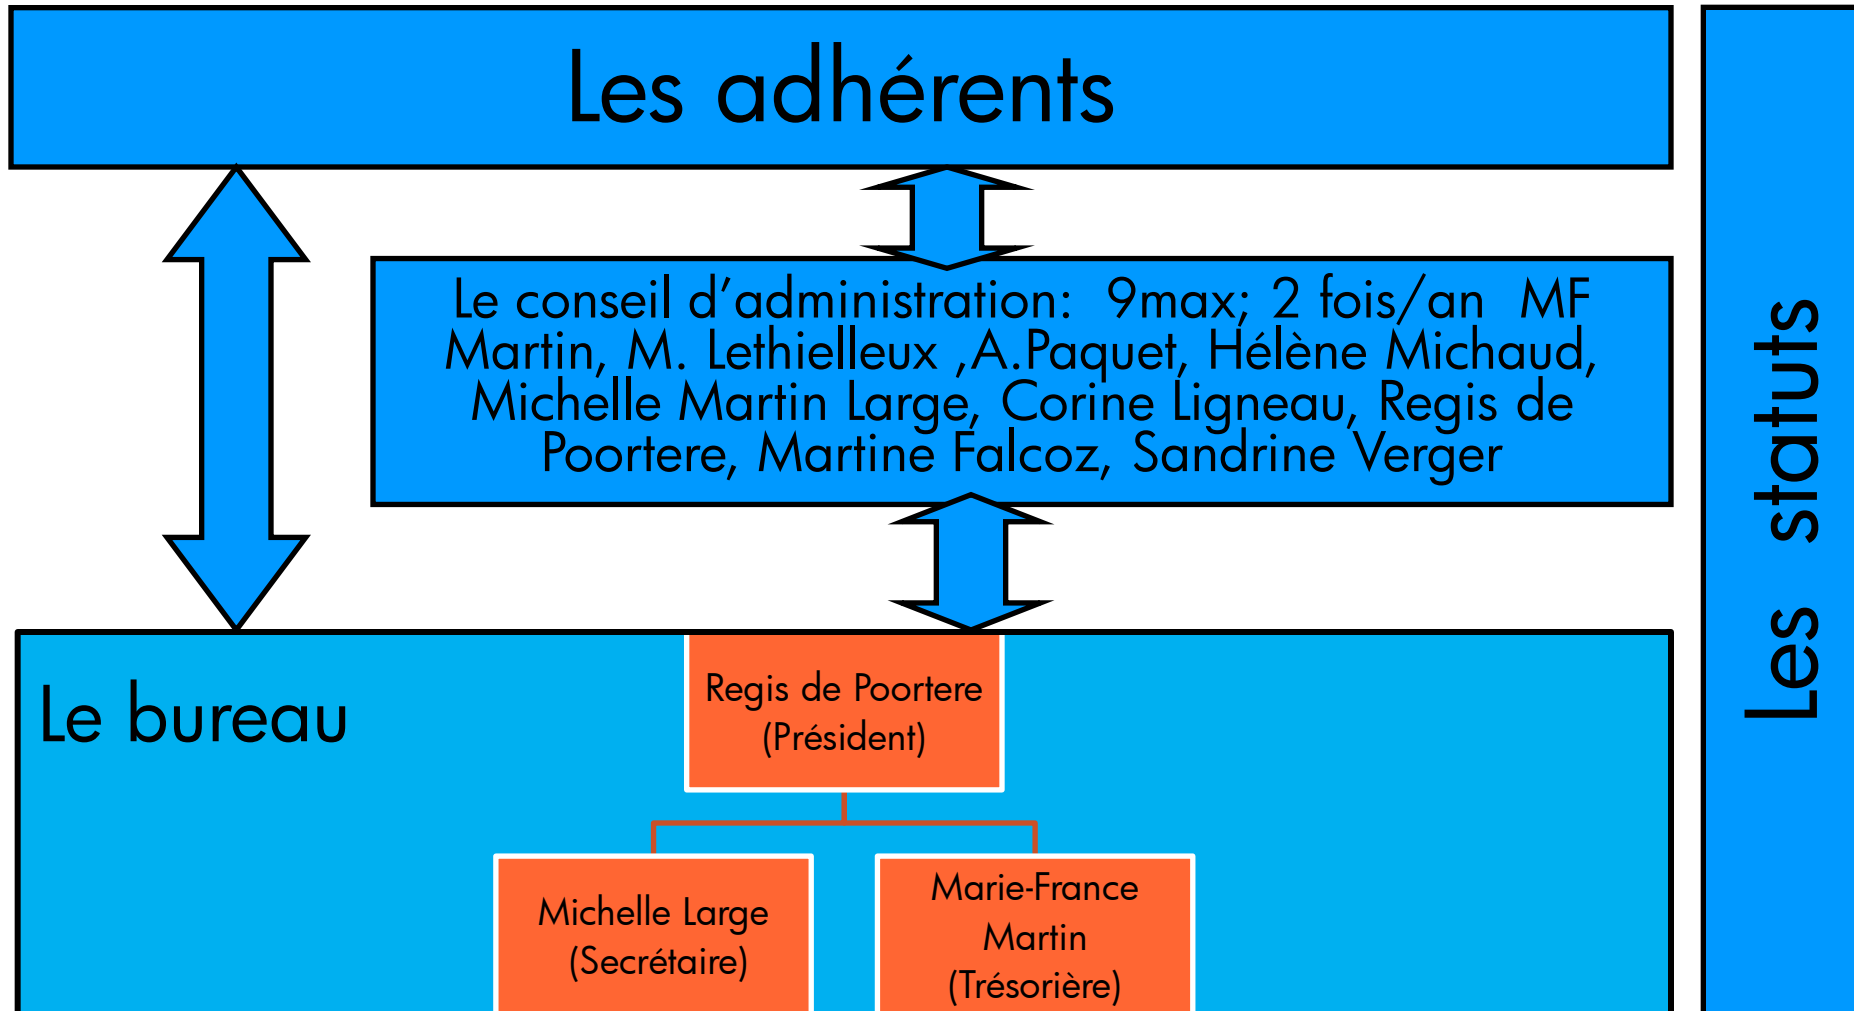 Les adhérents
Le conseil d’administration: 9max; 2 fois/an MF
Martin, M. Lethielleux ,A.Paquet, Hélène Michaud,
Michelle Martin Large, Corine Ligneau, Regis de
Poortere, Martine Falcoz, Sandrine Verger
Le bureau
Regis de Poortere
(Président)
Michelle Large
(Secrétaire)
Marie-France
Martin
(Trésorière)
Les statuts